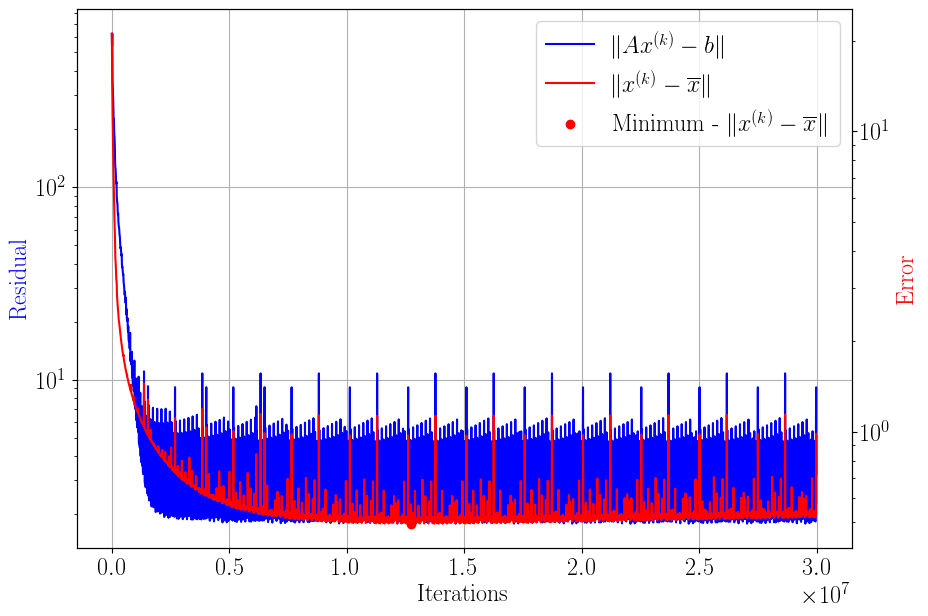 ‖Ax^{(k)} − b‖
‖x^{(k)} − x̅‖
Minimum - ‖x^{(k)} − x̅‖
10^2
10^1
Residual
10^1
10^0
Error
0.0 0.5 1.0 1.5 2.0 2.5 3.0
Iterations
×10^7